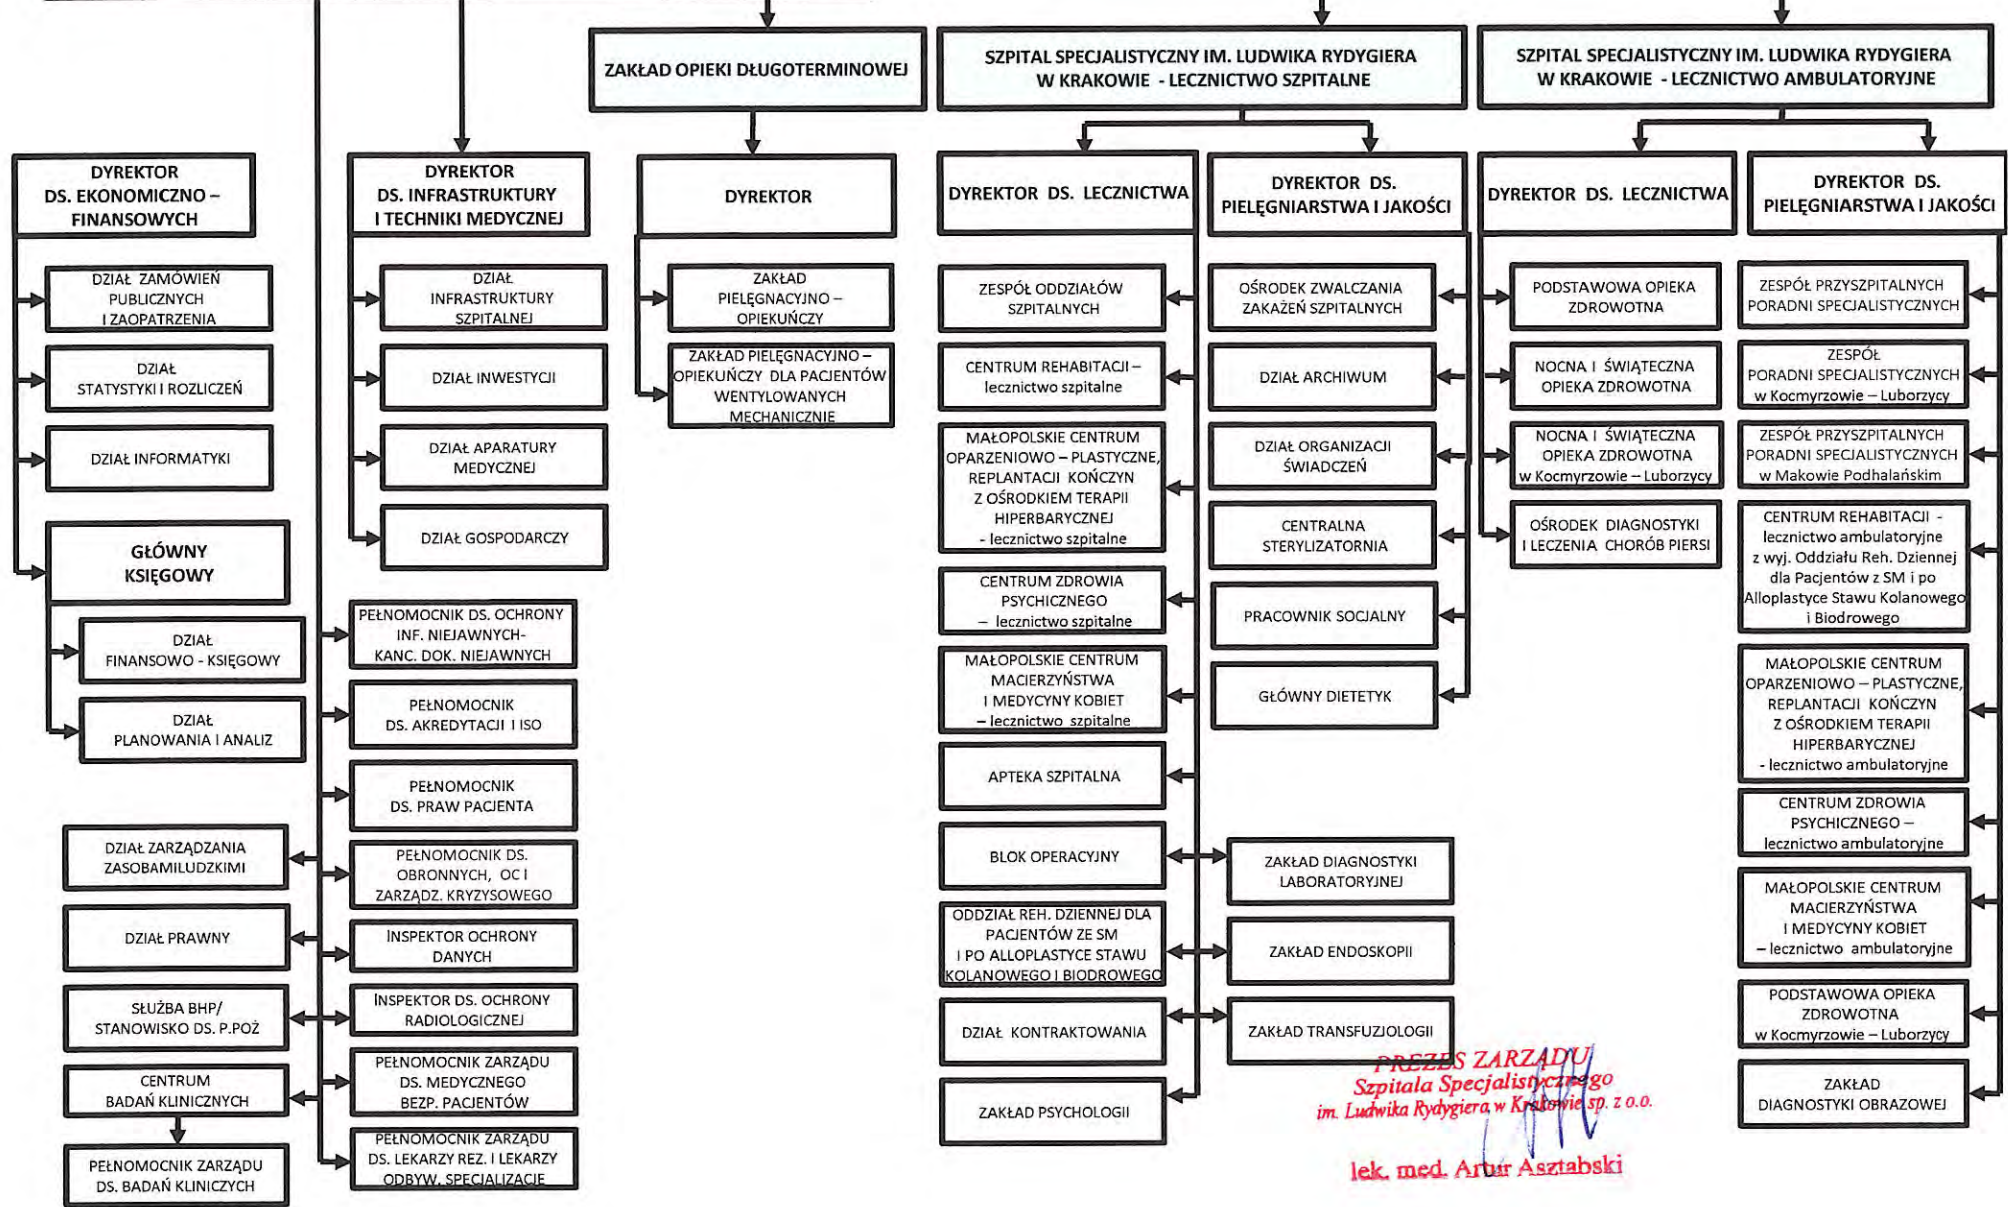 ZAKŁAD OPIEKI DŁUGOTERMINOWEJ
SZPITAL SPECJALISTYCZNY IM. LUDWIKA RYDYGIERA
W KRAKOWIE - LECZNICTWO SZPITALNE
SZPITAL SPECJALISTYCZNY IM. LUDWIKA RYDYGIERA
W KRAKOWIE - LECZNICTWO AMBULATORYJNE
DYREKTOR
DS. EKONOMICZNO –
FINANSOWYCH
DZIAŁ ZAMÓWIEŃ
PUBLICZNYCH
I ZAOPATRZENIA
DZIAŁ
STATYSTYKI I ROZLICZEŃ
DZIAŁ INFORMATYKI
GŁÓWNY
KSIĘGOWY
DZIAŁ
FINANSOWO - KSIĘGOWY
DZIAŁ
PLANOWANIA I ANALIZ
DZIAŁ ZARZĄDZANIA
ZASOBAMILUDZKIMI
DZIAŁ PRAWNY
SŁUŻBA BHP/
STANOWISKO DS. P.POŻ
CENTRUM
BADAŃ KLINICZNYCH
PEŁNOMOCNIK ZARZĄDU
DS. BADAŃ KLINICZYCH
DYREKTOR
DS. INFRASTRUKTURY
I TECHNIKI MEDYCZNEJ
DZIAŁ
INFRASTRUKTURY
SZPITALNEJ
DZIAŁ INWESTYCJI
DZIAŁ APARATURY
MEDYCZNEJ
DZIAŁ GOSPODARCZY
PEŁNOMOCNIK DS. OCHRONY
INF. NIEJAWNYCH-
KANC. DOK. NIEJAWNYCH
PEŁNOMOCNIK
DS. AKREDYTACJI I ISO
PEŁNOMOCNIK
DS. PRAW PACJENTA
PEŁNOMOCNIK DS.
OBRONNYCH, OC I
ZARZĄDZ. KRYZYSOWEGO
INSPEKTOR OCHRONY
DANYCH
INSPEKTOR DS. OCHRONY
RADIOLOGICZNEJ
PEŁNOMOCNIK ZARZĄDU
DS. MEDYCZNEGO
BEZP. PACJENTÓW
PEŁNOMOCNIK ZARZĄDU
DS. LEKARZY REZ. I LEKARZY
ODBYW. SPECJALIZACJE
DYREKTOR
ZAKŁAD
PIELĘGNACYJNO –
OPIEKUŃCZY
ZAKŁAD PIELĘGNACYJNO –
OPIEKUŃCZY DLA PACJENTÓW
WENTYLOWANYCH
MECHANICZNIE
DYREKTOR DS. LECZNICTWA
ZESPÓŁ ODDZIAŁÓW
SZPITALNYCH
CENTRUM REHABITACJI –
lecznictwo szpitalne
MAŁOPOLSKIE CENTRUM
OPARZENIOWO – PLASTYCZNE,
REPLANTACJI KOŃCZYN
Z OŚRODKIEM TERAPII
HIPERBARYCZNEJ
- lecznictwo szpitalne
CENTRUM ZDROWIA
PSYCHICZNEGO
– lecznictwo szpitalne
MAŁOPOLSKIE CENTRUM
MACIERZYŃSTWA
I MEDYCYNY KOBIET
– lecznictwo szpitalne
APTEKA SZPITALNA
BLOK OPERACYJNY
ODDZIAŁ REH. DZIENNEJ DLA
PACJENTÓW ZE SM
I PO ALLOPLASTYCE STAWU
KOLANOWEGO I BIODROWEGO
DZIAŁ KONTRAKTOWANIA
ZAKŁAD PSYCHOLOGII
DYREKTOR DS.
PIELĘGNIARSTWA I JAKOŚCI
OŚRODEK ZWALCZANIA
ZAKAŻEŃ SZPITALNYCH
DZIAŁ ARCHIWUM
DZIAŁ ORGANIZACJI
ŚWIADCZEŃ
CENTRALNA
STERYLIZATORNIA
PRACOWNIK SOCJALNY
GŁÓWNY DIETETYK
ZAKŁAD DIAGNOSTYKI
LABORATORYJNEJ
ZAKŁAD ENDOSKOPII
ZAKŁAD TRANSFUZJOLOGII
DYREKTOR DS. LECZNICTWA
PODSTAWOWA OPIEKA
ZDROWOTNA
NOCNA I ŚWIĄTECZNA
OPIEKA ZDROWOTNA
NOCNA I ŚWIĄTECZNA
OPIEKA ZDROWOTNA
w Kocmyrzowie – Luborzycy
OŚRODEK DIAGNOSTYKI
I LECZENIA CHORÓB PIERSI
DYREKTOR DS.
PIELĘGNIARSTWA I JAKOŚCI
ZESPÓŁ PRZYSZPITALNYCH
PORADNI SPECJALISTYCZNYCH
ZESPÓŁ
PORADNI SPECJALISTYCZNYCH
w Kocmyrzowie – Luborzycy
ZESPÓŁ PRZYSZPITALNYCH
PORADNI SPECJALISTYCZNYCH
w Makowie Podhalańskim
CENTRUM REHABITACJI -
lecznictwo ambulatoryjne
z wyj. Oddziału Reh. Dziennej
dla Pacjentów z SM i po
Alloplastyce Stawu Kolanowego
i Biodrowego
MAŁOPOLSKIE CENTRUM
OPARZENIOWO – PLASTYCZNE,
REPLANTACJI KOŃCZYN
Z OŚRODKIEM TERAPII
HIPERBARYCZNEJ
- lecznictwo ambulatoryjne
CENTRUM ZDROWIA
PSYCHICZNEGO –
lecznictwo ambulatoryjne
MAŁOPOLSKIE CENTRUM
MACIERZYŃSTWA
I MEDYCYNY KOBIET
– lecznictwo ambulatoryjne
PODSTAWOWA OPIEKA
ZDROWOTNA
w Kocmyrzowie – Luborzycy
ZAKŁAD
DIAGNOSTYKI OBRAZOWEJ
PREZES ZARZĄDU
Szpitala Specjalistycznego
im. Ludwika Rydygiera w Krakowie sp. z o.o.
lek. med. Artur Asztabski